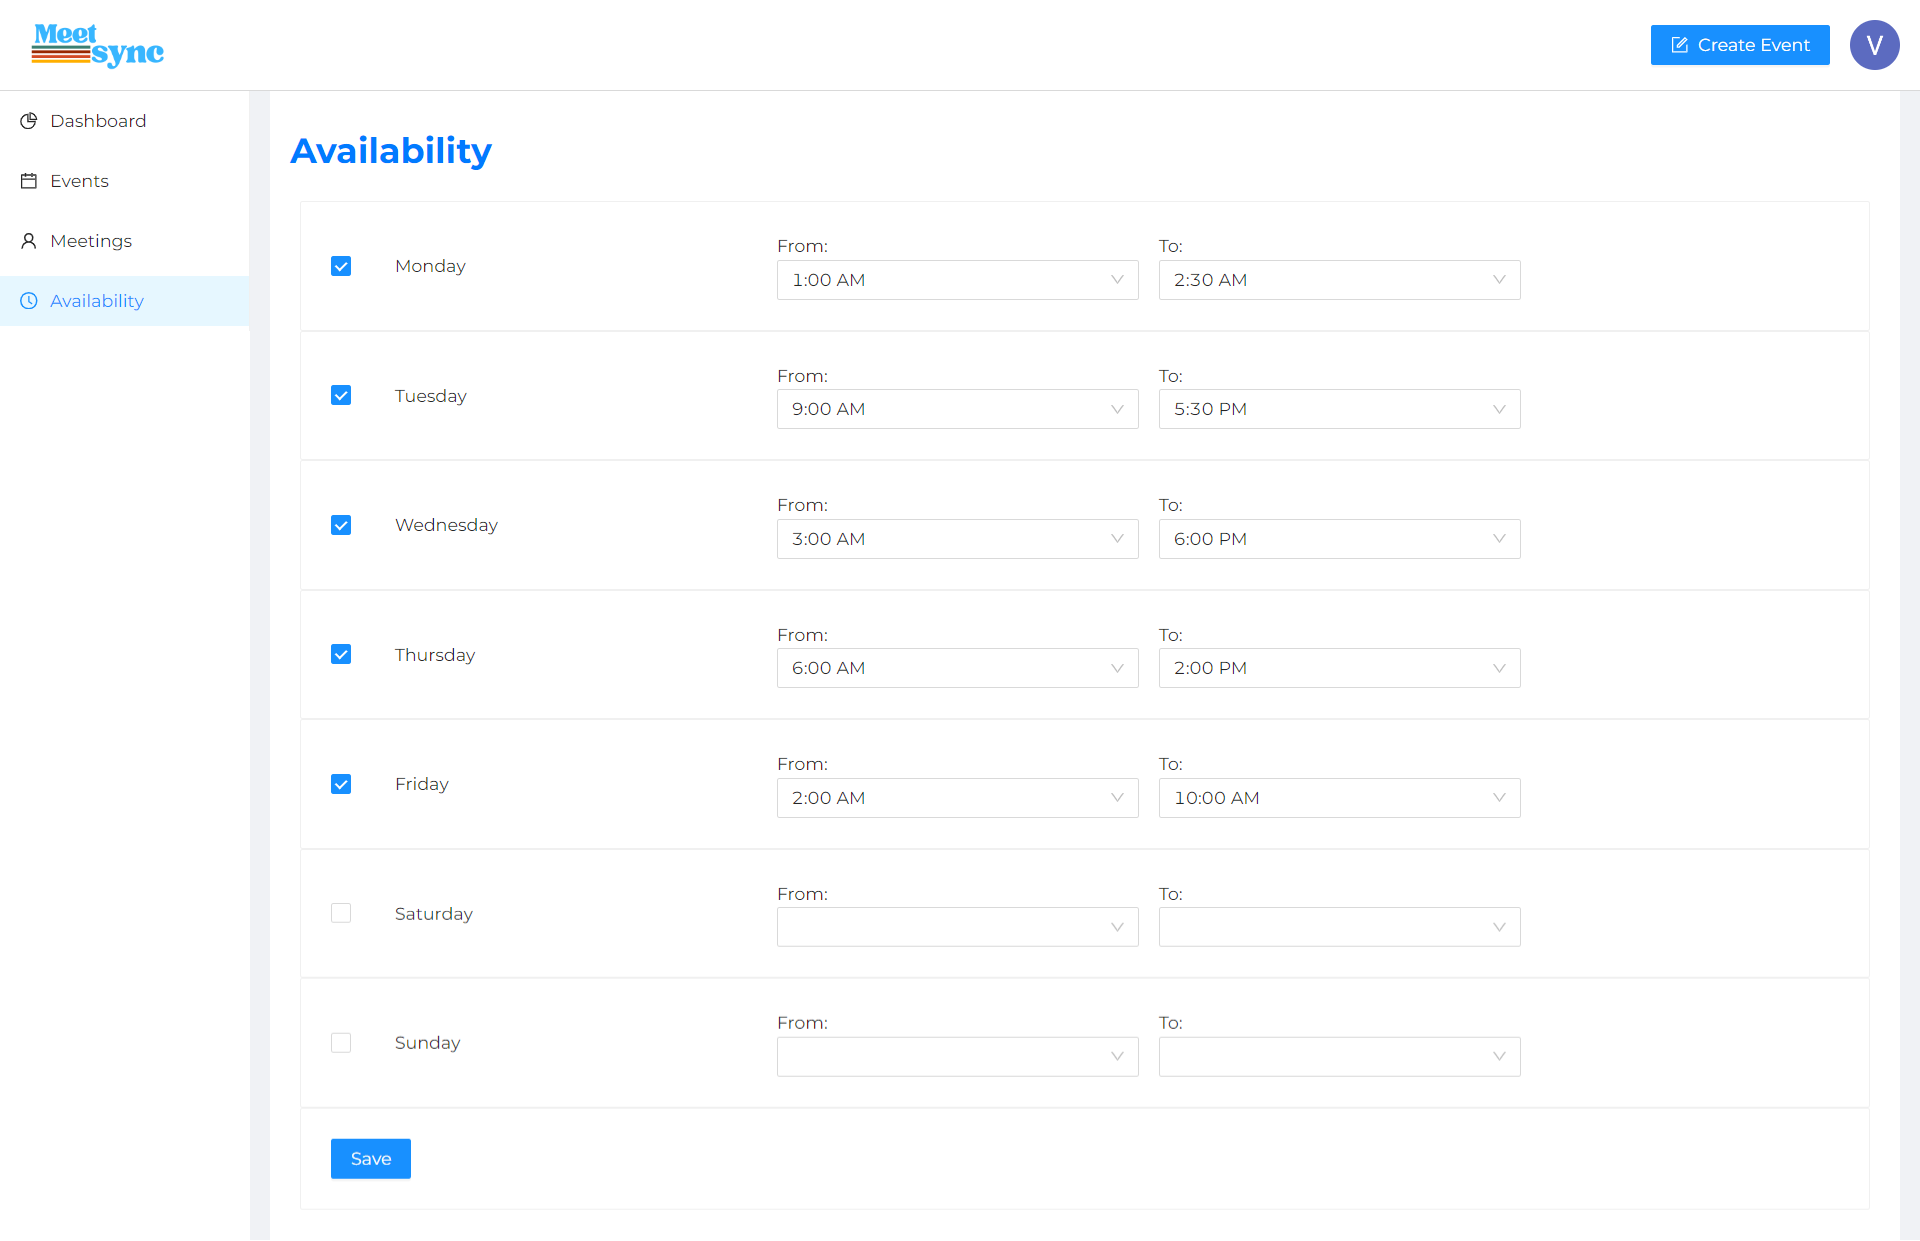 Meet
sync
Create Event
V
Dashboard
Events
Meetings
Availability
Availability
Monday
From:
1:00 AM
To:
2:30 AM
Tuesday
From:
9:00 AM
To:
5:30 PM
Wednesday
From:
3:00 AM
To:
6:00 PM
Thursday
From:
6:00 AM
To:
2:00 PM
Friday
From:
2:00 AM
To:
10:00 AM
Saturday
From:
To:
Sunday
From:
To:
Save